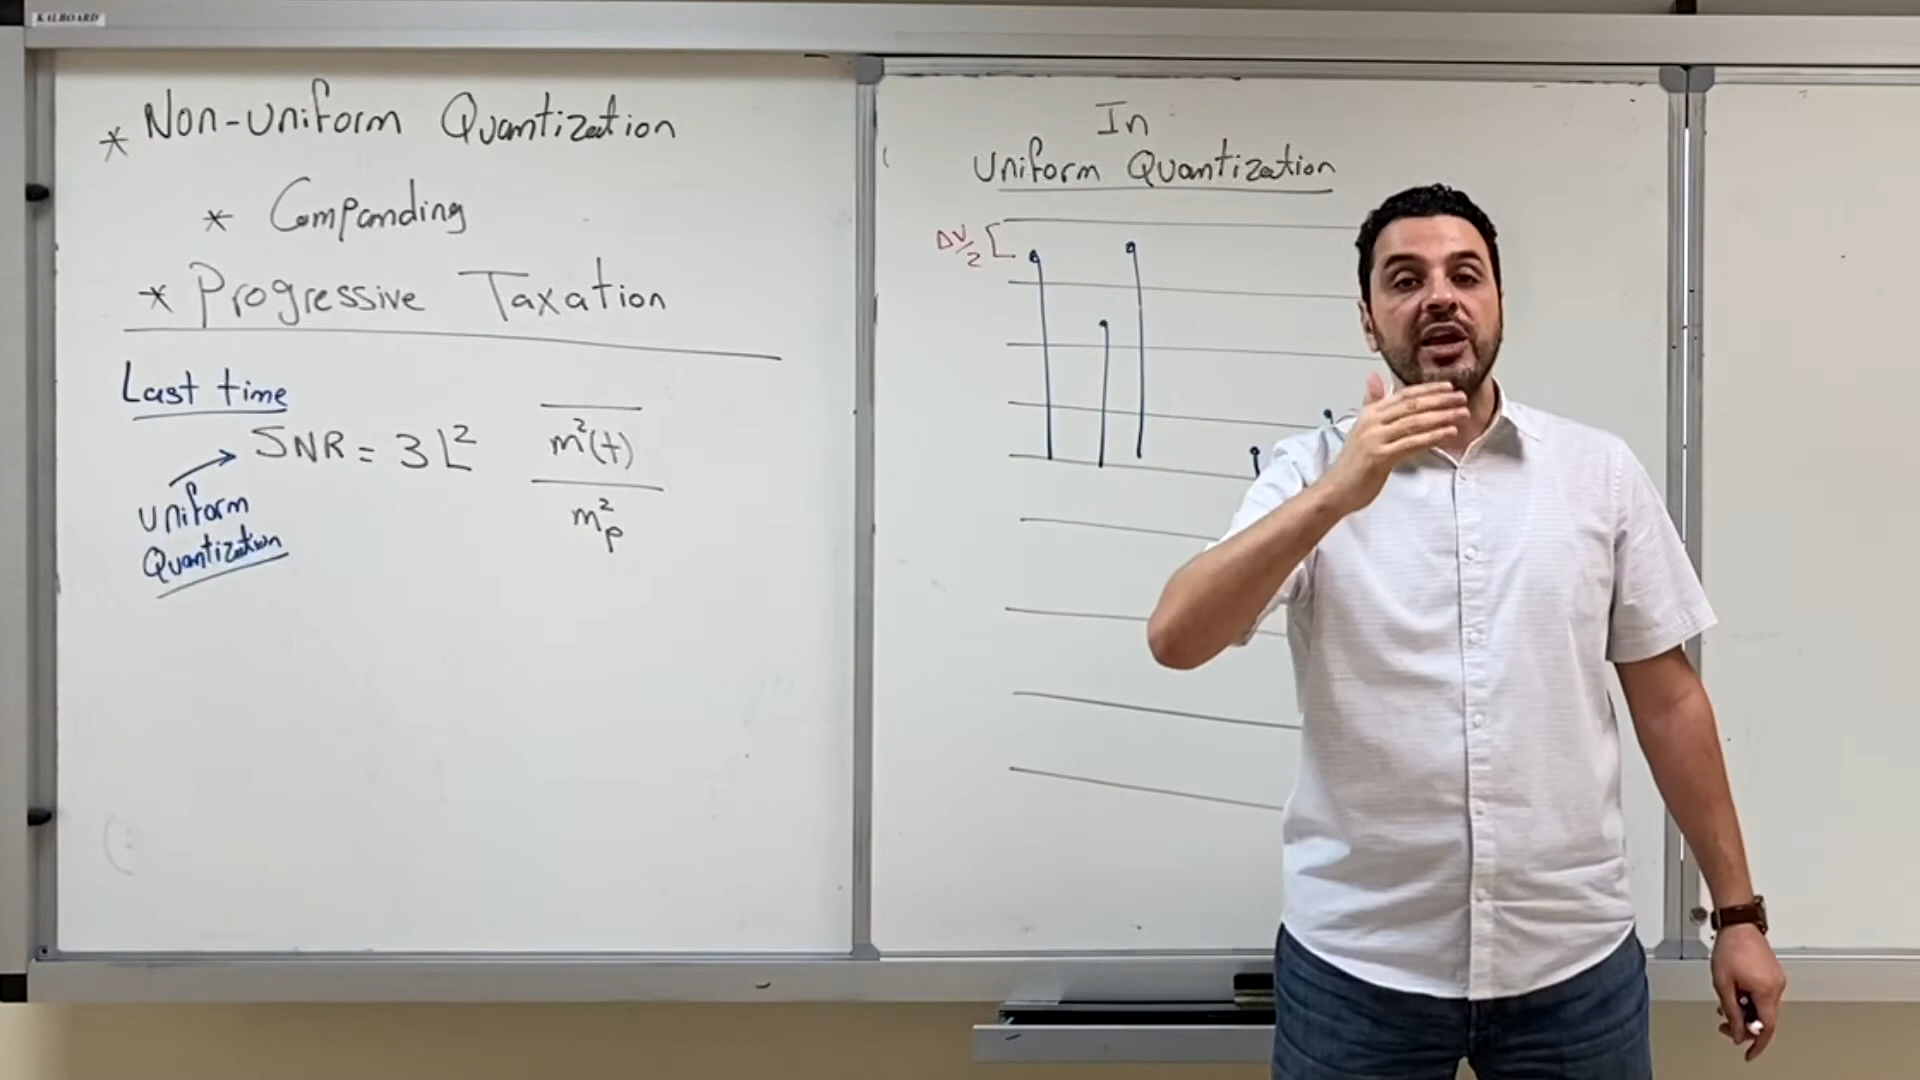 KALBOARD
* Non-uniform Quantization
* Companding
* Progressive Taxation
Last time
SNR = 3L² m²(t) / m²p
uniform
Quantization
In
Uniform Quantization
ΔV/2